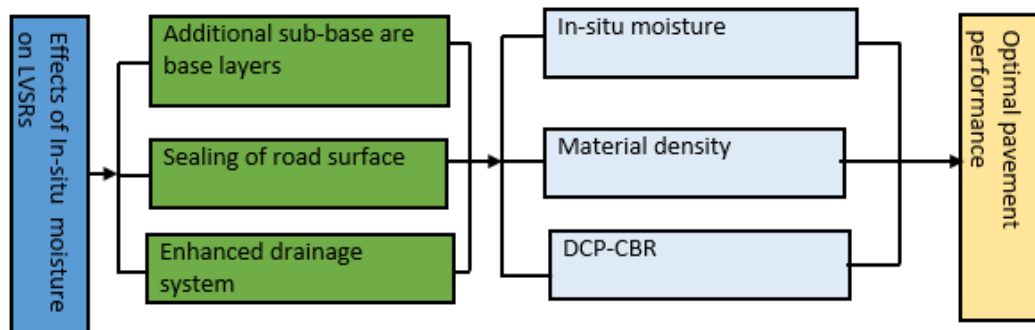 Effects of In-situ moisture
on LVSRs
Additional sub-base are
base layers
Sealing of road surface
Enhanced drainage
system
In-situ moisture
Material density
DCP-CBR
Optimal pavement
performance